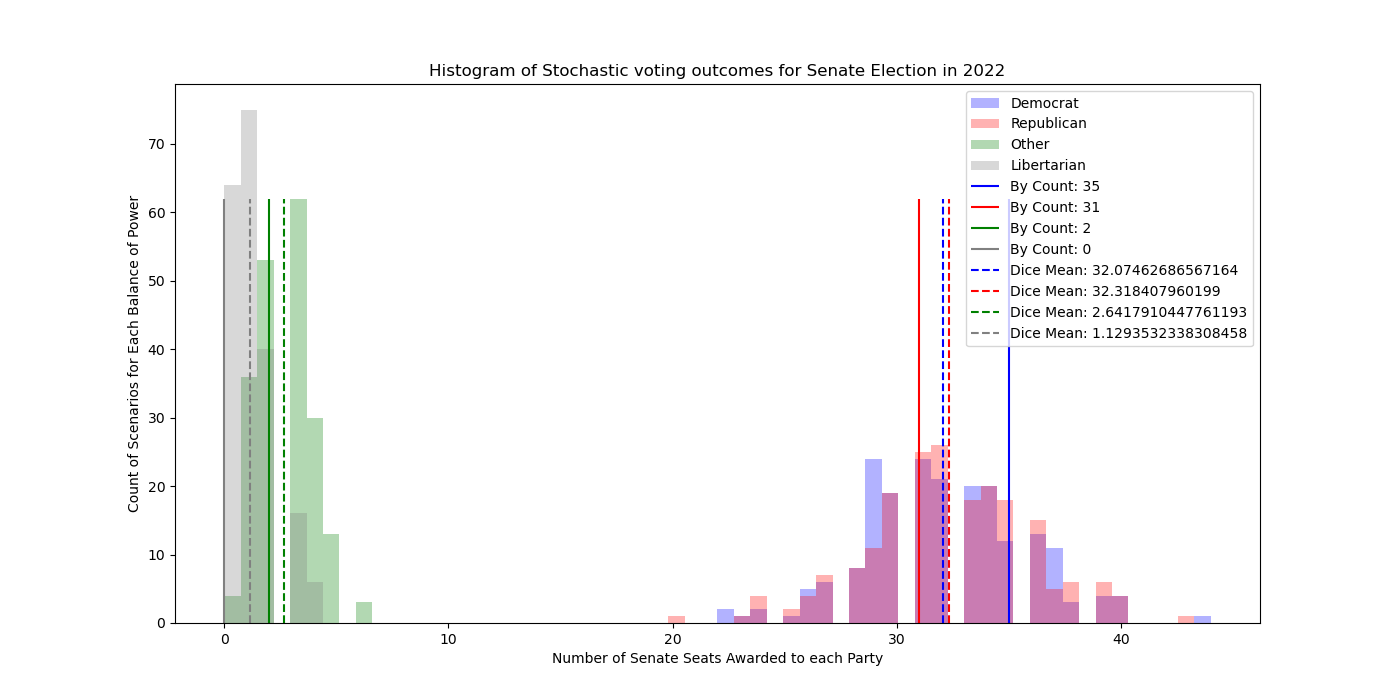 Histogram of Stochastic voting outcomes for Senate Election in 2022
Count of Scenarios for Each Balance of Power
70
60
50
40
30
20
10
0
0 10 20 30 40
Number of Senate Seats Awarded to each Party
Democrat
Republican
Other
Libertarian
By Count: 35
By Count: 31
By Count: 2
By Count: 0
Dice Mean: 32.07462686567164
Dice Mean: 32.318407960199
Dice Mean: 2.6417910447761193
Dice Mean: 1.1293532338308458